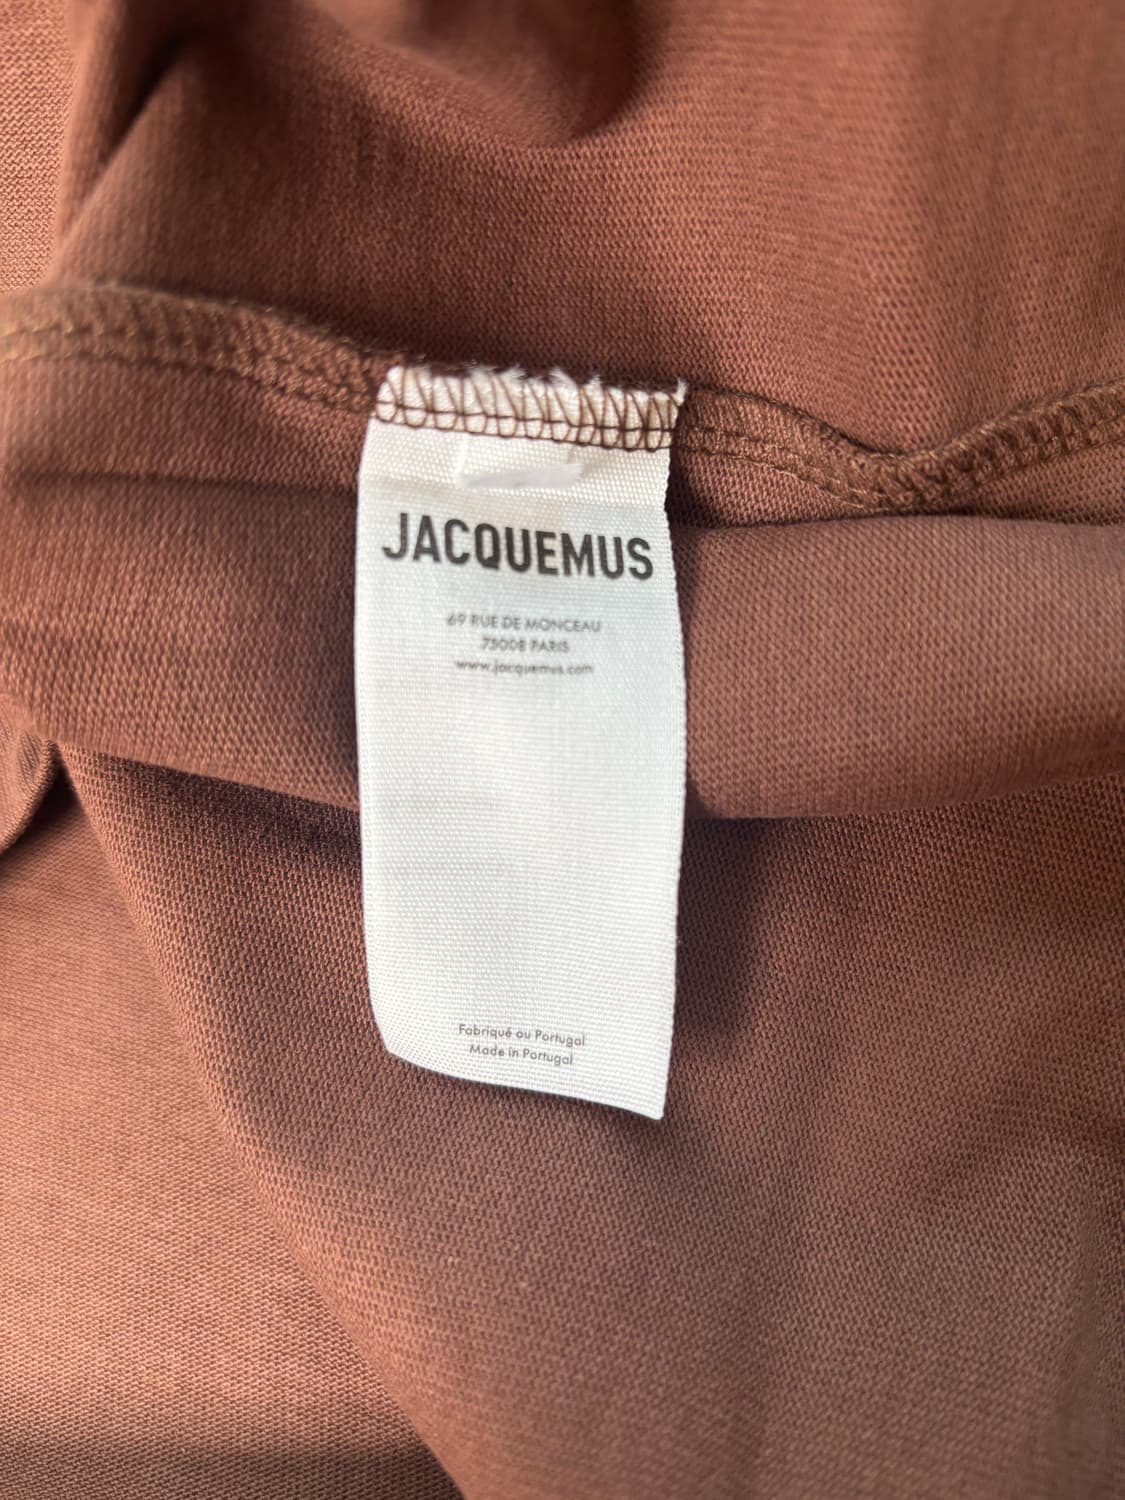 JACQUEMUS
69 RUE DE MONCEAU
75008 PARIS
www.jacquemus.com
Fabriqué au Portugal
Made in Portugal